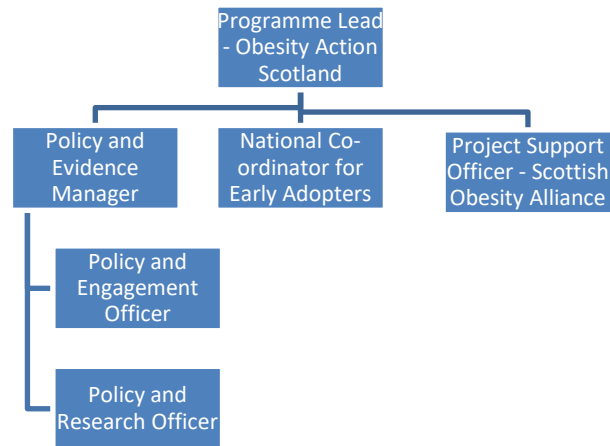 Programme Lead
- Obesity Action
Scotland
Policy and
Evidence
Manager
National Co-
ordinator for
Early Adopters
Project Support
Officer - Scottish
Obesity Alliance
Policy and
Engagement
Officer
Policy and
Research Officer